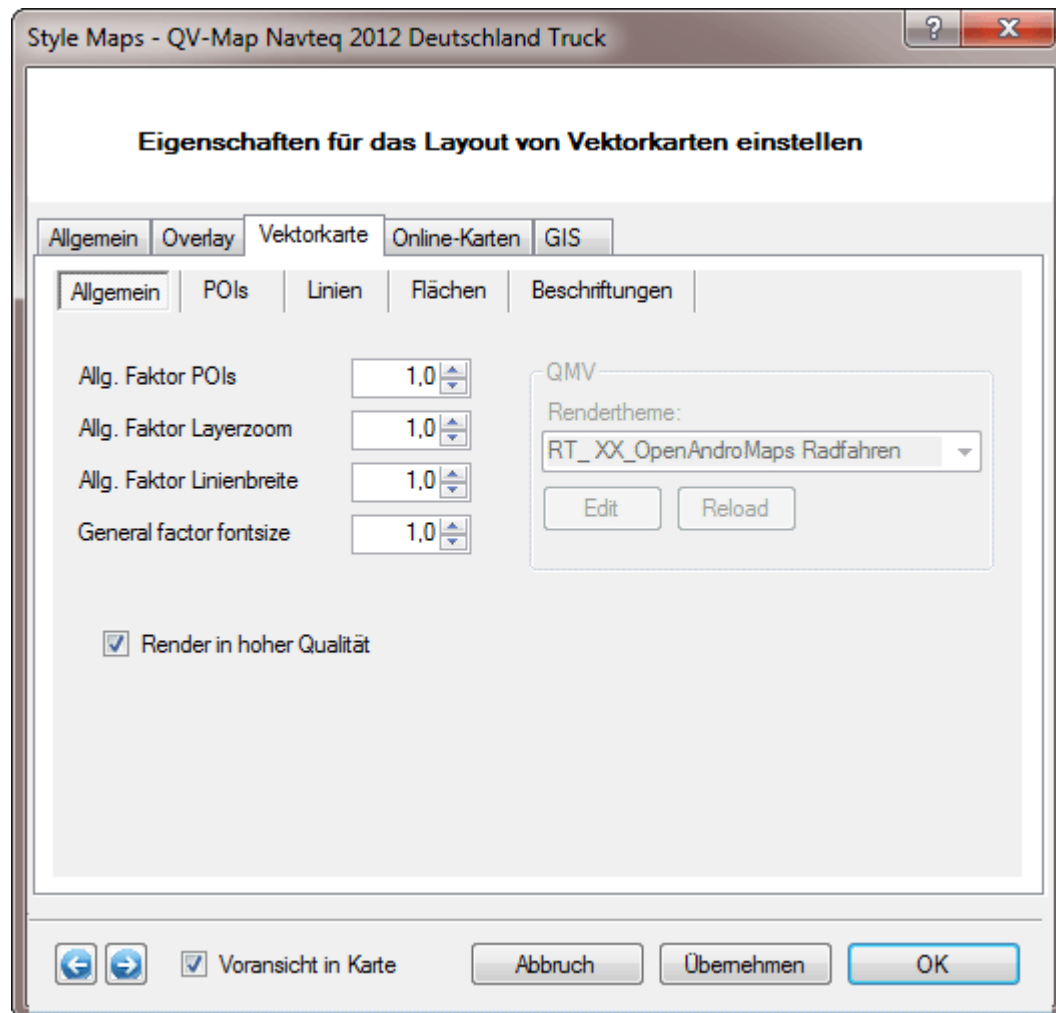 Style Maps - QV-Map Navteq 2012 Deutschland Truck
Eigenschaften für das Layout von Vektorkarten einstellen
Allgemein Overlay Vektorkarte Online-Karten GIS
Allgemein POIs Linien Flächen Beschriftungen
Allg. Faktor POIs 1,0
Allg. Faktor Layerzoom 1,0
Allg. Faktor Linienbreite 1,0
General factor fontsize 1,0
QMV
Rendertheme:
RT_ XX_OpenAndroMaps Radfahren
Edit Reload
Render in hoher Qualität
Voransicht in Karte Abbruch Übernehmen OK